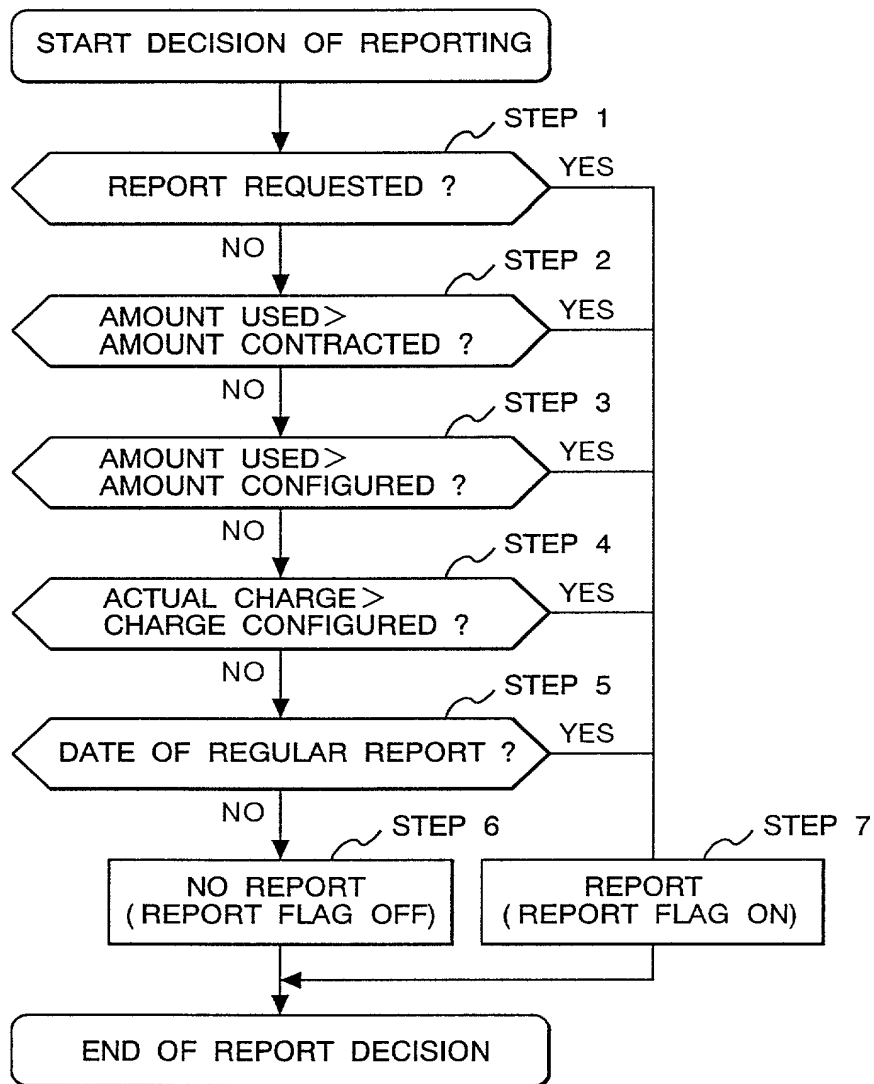 START DECISION OF REPORTING
STEP 1
REPORT REQUESTED ?
YES
NO
STEP 2
AMOUNT USED>
AMOUNT CONTRACTED ?
YES
NO
STEP 3
AMOUNT USED>
AMOUNT CONFIGURED ?
YES
NO
STEP 4
ACTUAL CHARGE>
CHARGE CONFIGURED ?
YES
NO
STEP 5
DATE OF REGULAR REPORT ?
YES
NO
STEP 6
NO REPORT
(REPORT FLAG OFF)
STEP 7
REPORT
(REPORT FLAG ON)
END OF REPORT DECISION